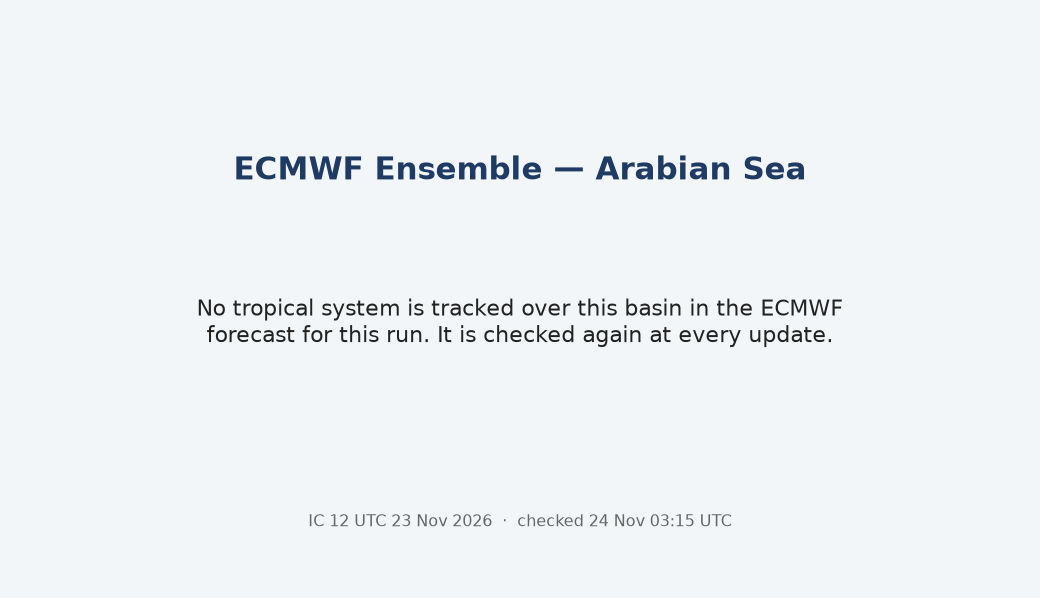 ECMWF Ensemble — Arabian Sea
No tropical system is tracked over this basin in the ECMWF
forecast for this run. It is checked again at every update.
IC 12 UTC 23 Nov 2026 · checked 24 Nov 03:15 UTC